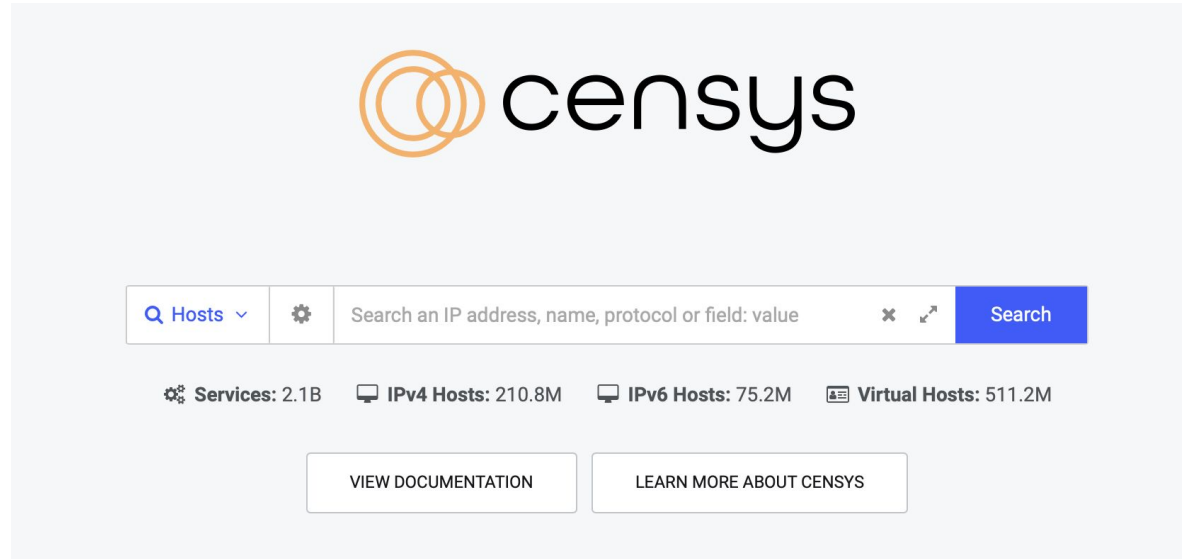 censys
Hosts
Search an IP address, name, protocol or field: value
Search
Services: 2.1B
IPv4 Hosts: 210.8M
IPv6 Hosts: 75.2M
Virtual Hosts: 511.2M
VIEW DOCUMENTATION
LEARN MORE ABOUT CENSYS